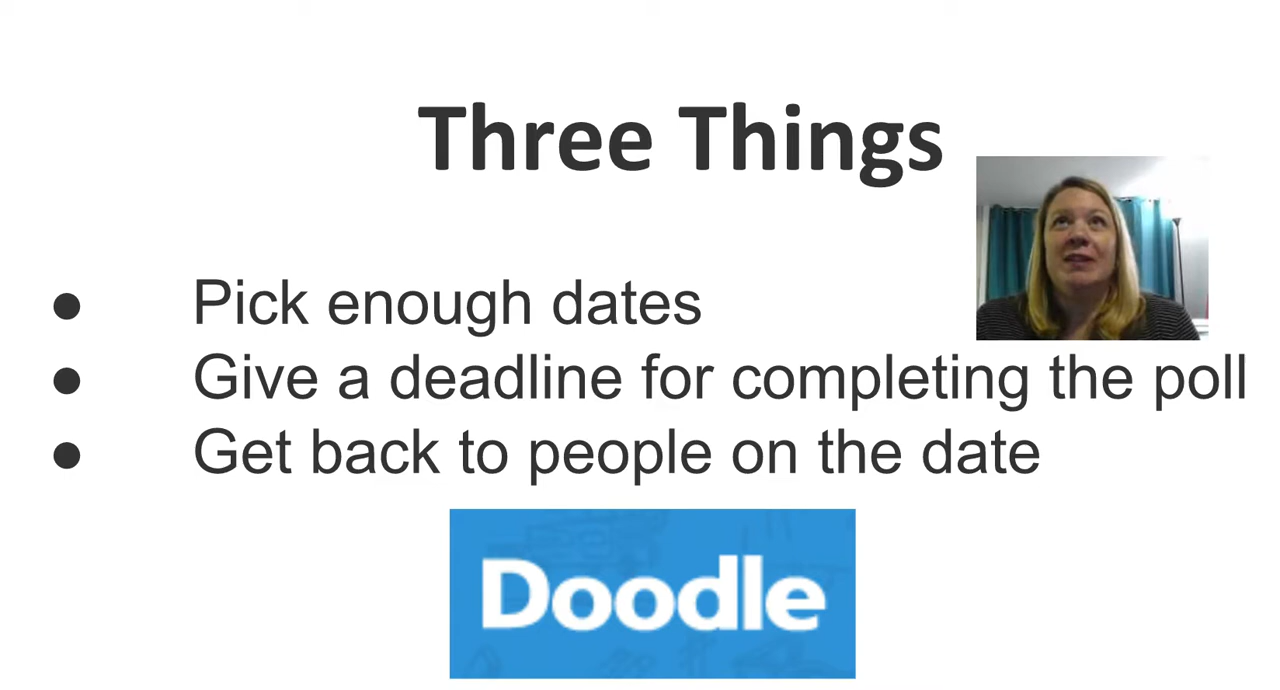 Three Things
● Pick enough dates
● Give a deadline for completing the poll
● Get back to people on the date
Doodle